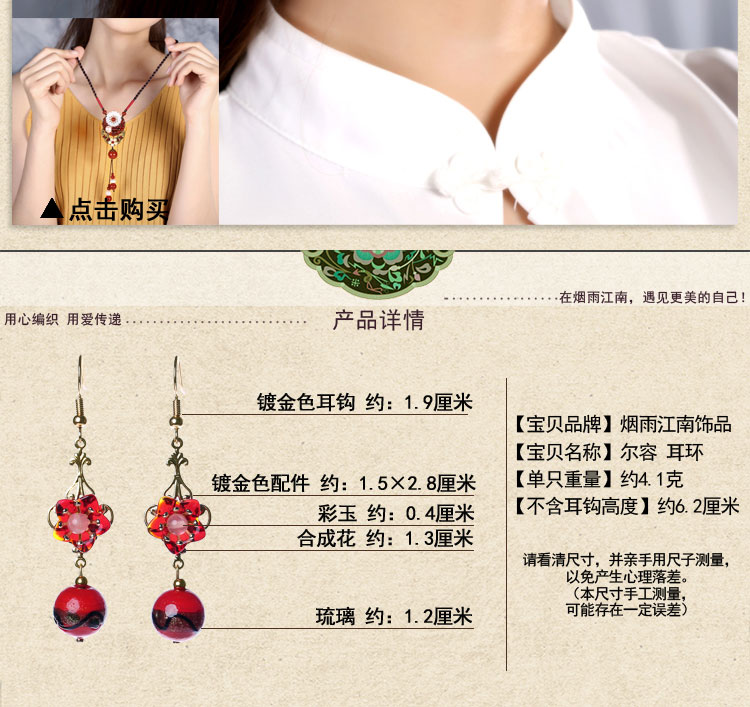 ▲点击购买
在烟雨江南，遇见更美的自己！
用心编织 用爱传递
产品详情
镀金色耳钩 约：1.9厘米
镀金色配件 约：1.5×2.8厘米
彩玉 约：0.4厘米
合成花 约：1.3厘米
琉璃 约：1.2厘米
【宝贝品牌】烟雨江南饰品
【宝贝名称】尔容 耳环
【单只重量】约4.1克
【不含耳钩高度】约6.2厘米
请看清尺寸，并亲手用尺子测量，
以免产生心理落差。
（本尺寸手工测量，
可能存在一定误差）